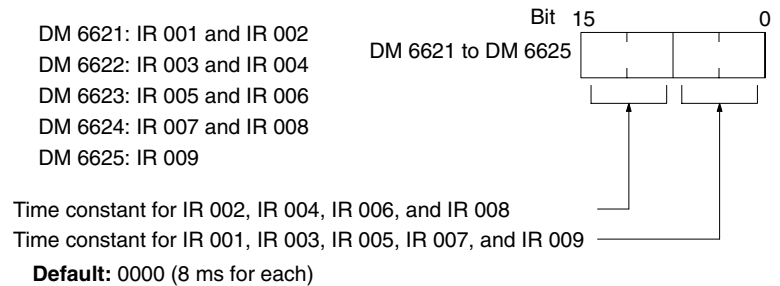 Bit 15 0
DM 6621 to DM 6625
DM 6621: IR 001 and IR 002
DM 6622: IR 003 and IR 004
DM 6623: IR 005 and IR 006
DM 6624: IR 007 and IR 008
DM 6625: IR 009
Time constant for IR 002, IR 004, IR 006, and IR 008
Time constant for IR 001, IR 003, IR 005, IR 007, and IR 009
Default: 0000 (8 ms for each)